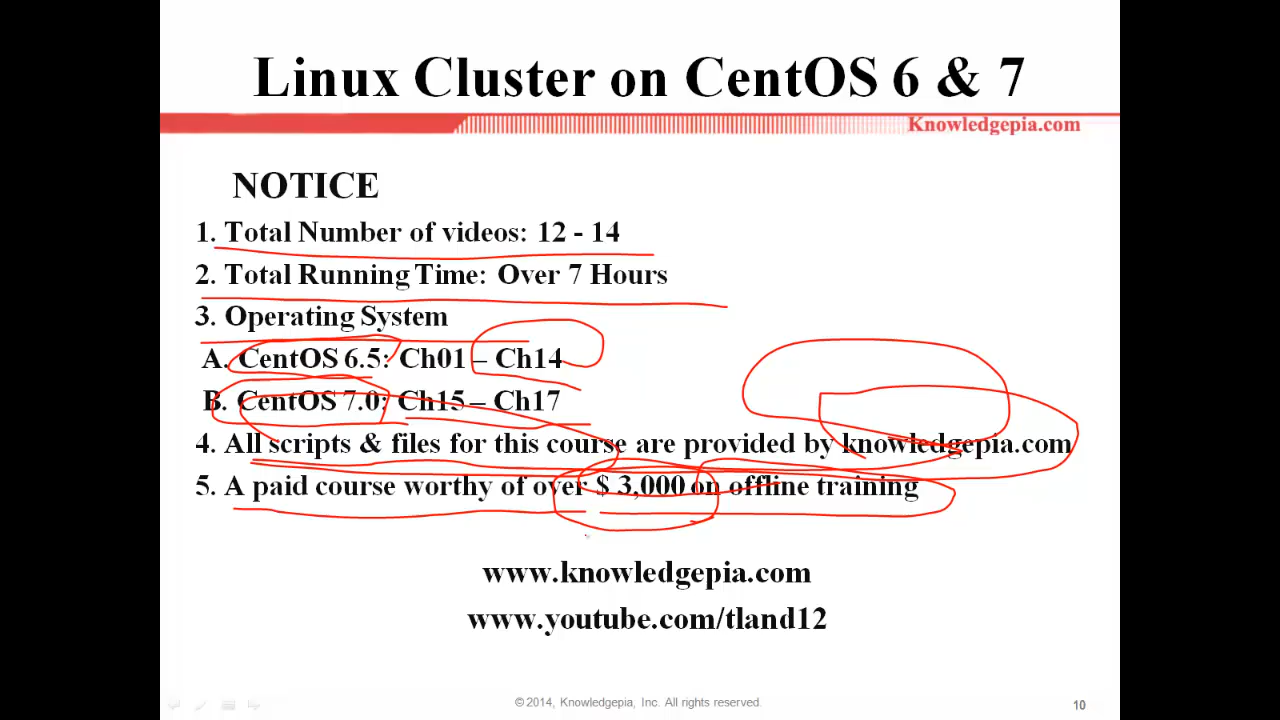 Linux Cluster on CentOS 6 & 7
Knowledgepia.com
NOTICE
1. Total Number of videos: 12 - 14
2. Total Running Time: Over 7 Hours
3. Operating System
A. CentOS 6.5: Ch01 – Ch14
B. CentOS 7.0: Ch15 – Ch17
4. All scripts & files for this course are provided by knowledgepia.com
5. A paid course worthy of over $ 3,000 on offline training
www.knowledgepia.com
www.youtube.com/tland12
© 2014, Knowledgepia, Inc. All rights reserved.
10